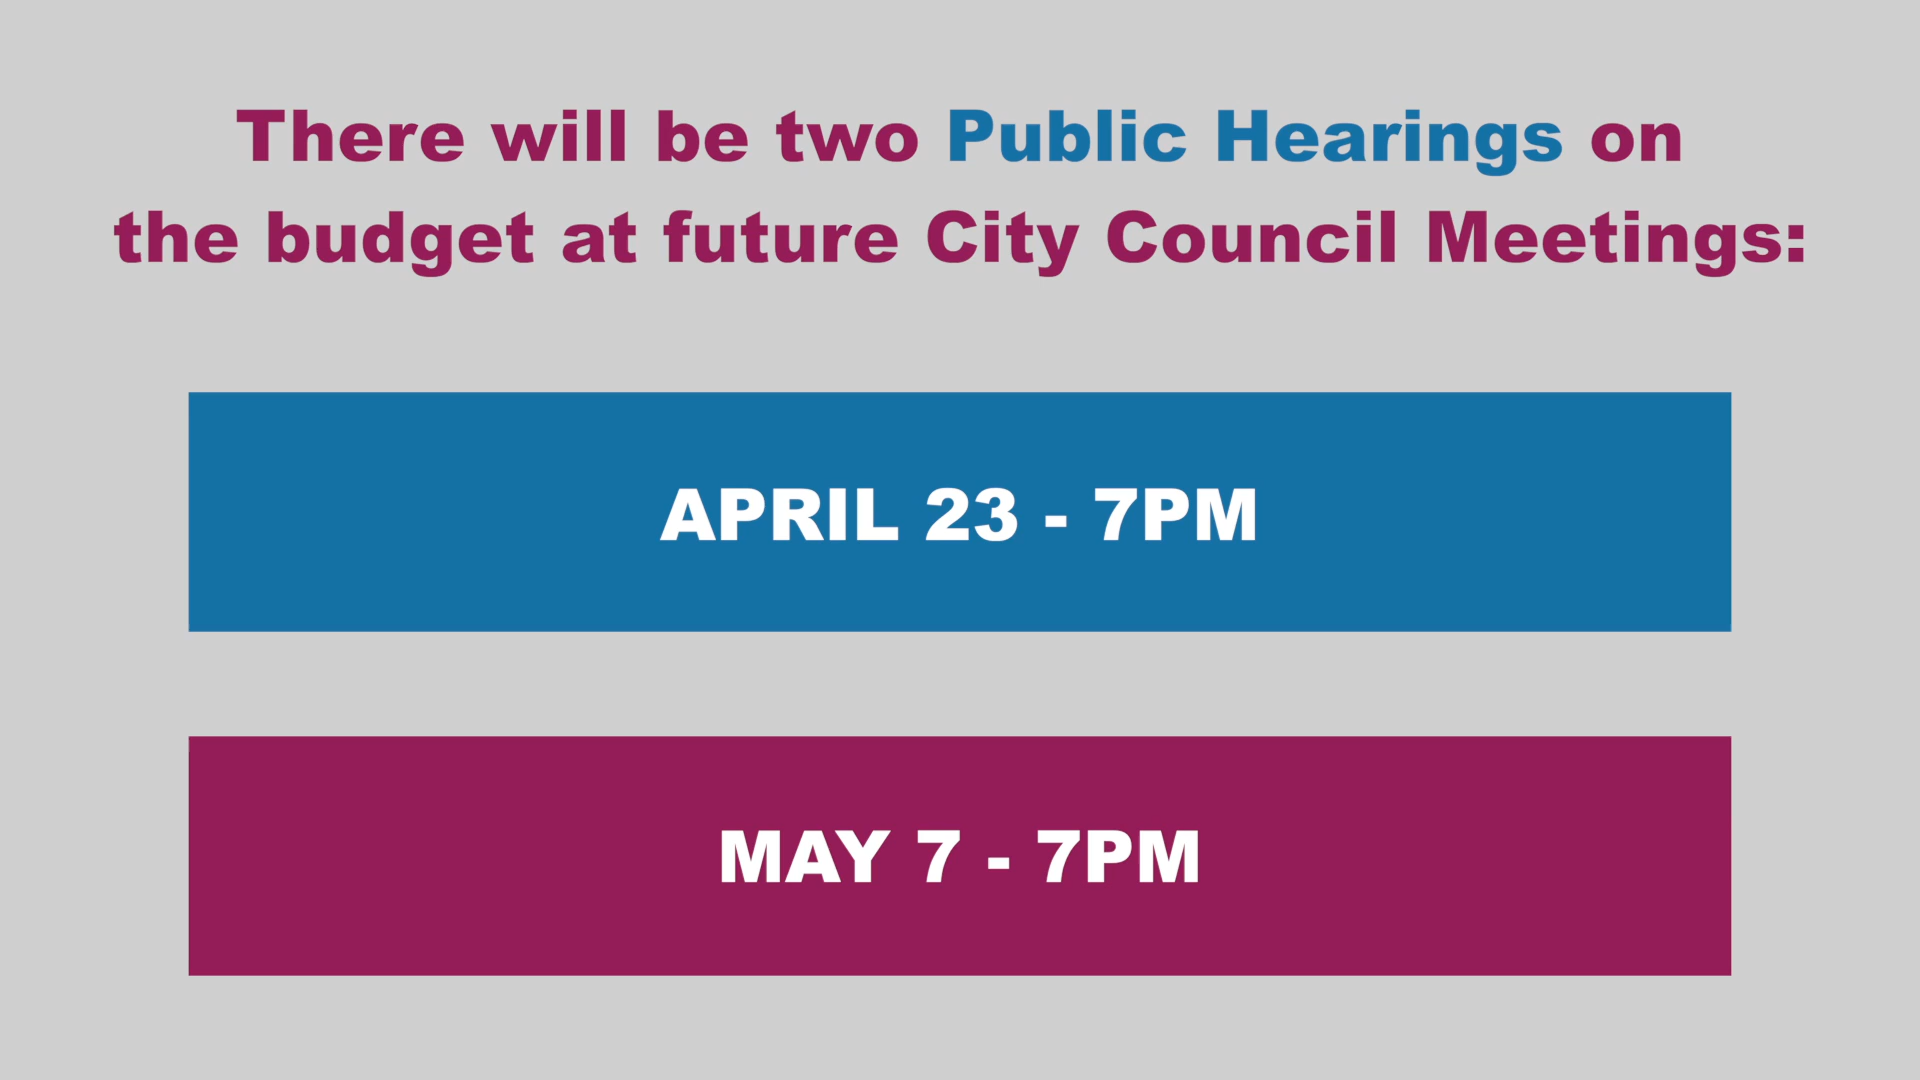 There will be two Public Hearings on
the budget at future City Council Meetings:
APRIL 23 - 7PM
MAY 7 - 7PM